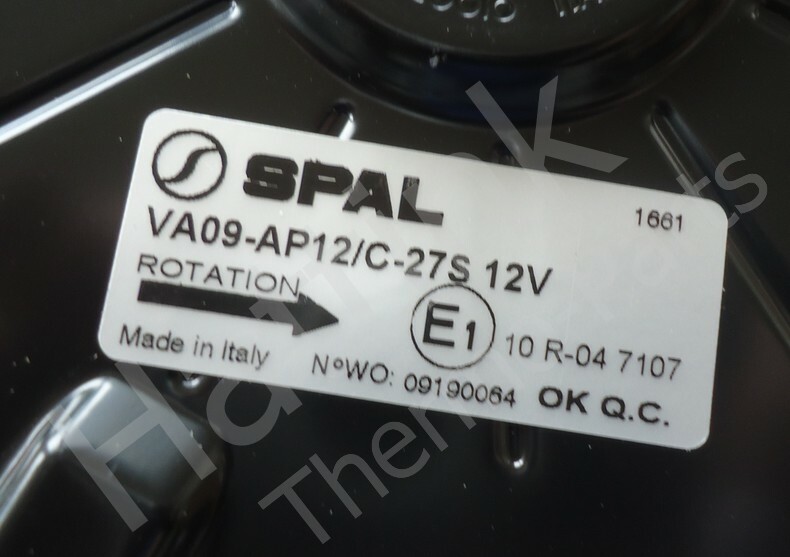 SPAL
1661
VA09-AP12/C-27S 12V
ROTATION
E1 10 R-04 7107
Made in Italy N°WO: 09190064 OK Q.C.